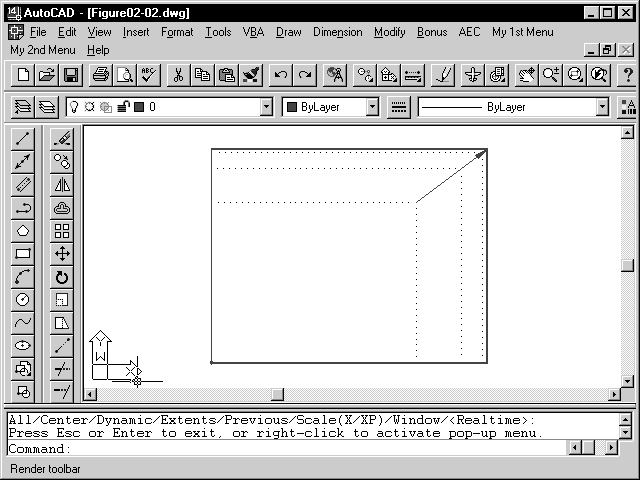 AutoCAD - [Figure02-02.dwg]
File Edit View Insert Format Tools VBA Draw Dimension Modify Bonus AEC My 1st Menu
My 2nd Menu Help
ABC
0 ByLayer ByLayer
Y
W
X
All/Center/Dynamic/Extents/Previous/Scale(X/XP)/Window/<Realtime>:
Press Esc or Enter to exit, or right-click to activate pop-up menu.
Command:
Render toolbar